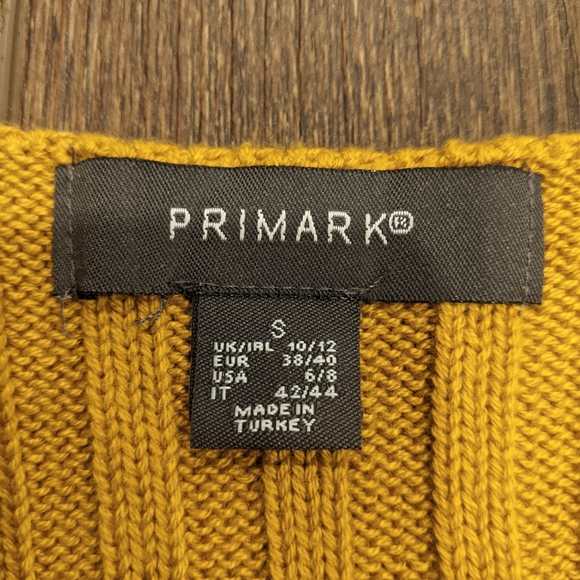 PRIMARK®
S
UK/IRL 10/12
EUR 38/40
USA 6/8
IT 42/44
MADE IN
TURKEY